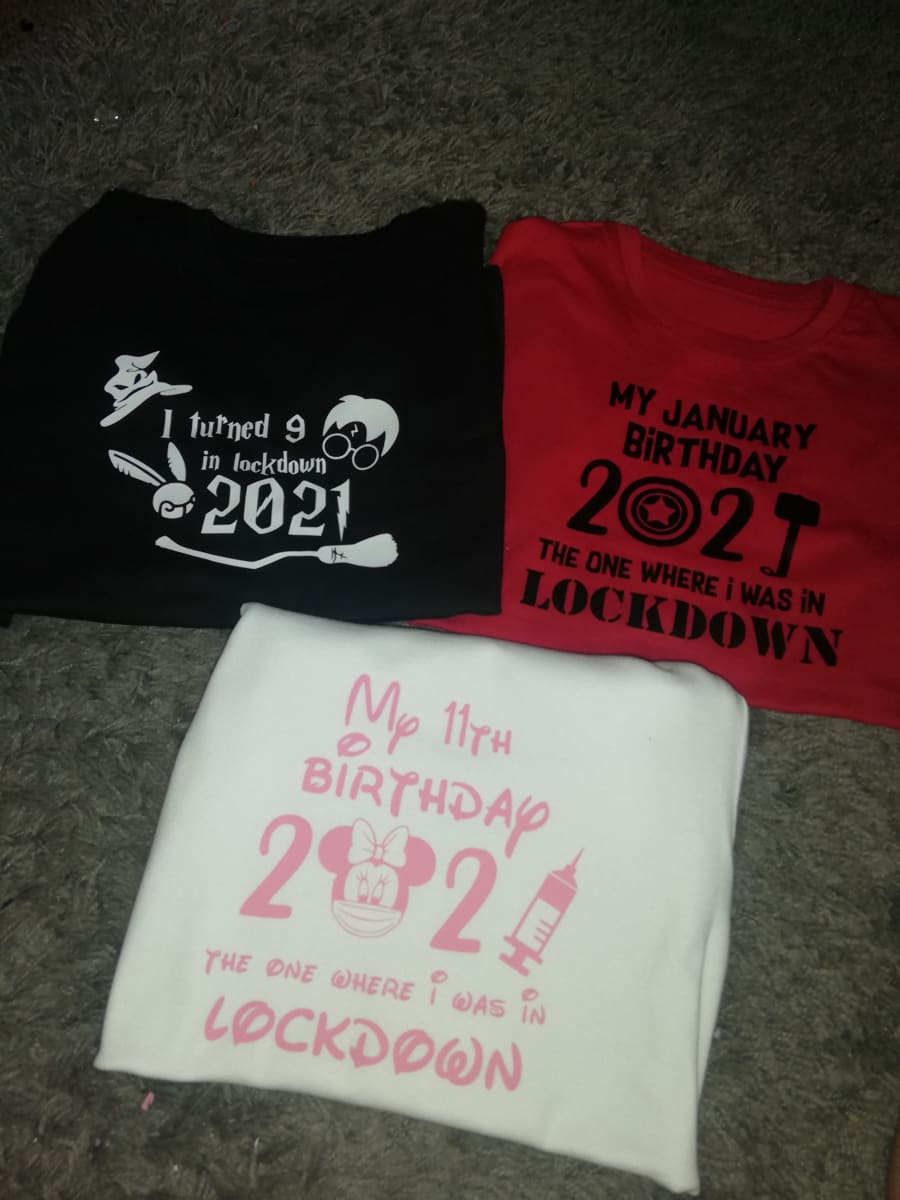 I turned 9
in lockdown
2021
MY JANUARY
BiRTHDAY
2021
THE ONE WHERE i WAS iN
LOCKDOWN
My 11TH
BiRTHDAY
2021
THE ONE WHERE i WAS iN
LOCKDOWN